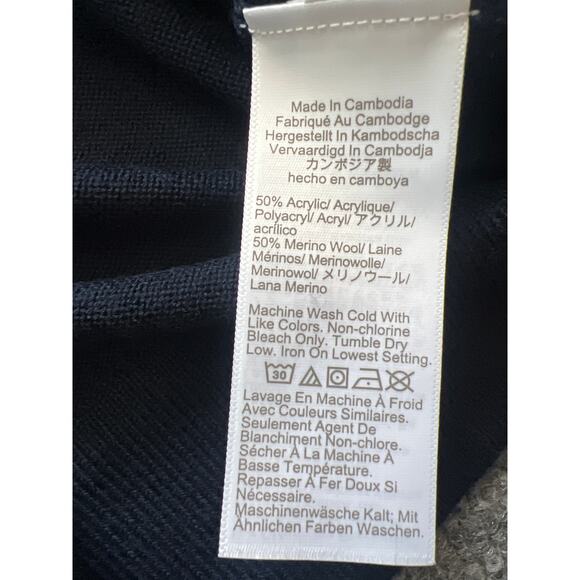 Made In Cambodia
Fabriqué Au Cambodge
Hergestellt In Kambodscha
Vervaardigd In Cambodja
カンボジア製
hecho en camboya
50% Acrylic/ Acrylique/
Polyacryl/ Acryl/ アクリル/
acrílico
50% Merino Wool/ Laine
Mérinos/ Merinowolle/
Merinowol/ メリノウール/
Lana Merino
Machine Wash Cold With
Like Colors. Non-chlorine
Bleach Only. Tumble Dry
Low. Iron On Lowest Setting.
30
Lavage En Machine À Froid
Avec Couleurs Similaires.
Seulement Agent De
Blanchiment Non-chlore.
Sécher À La Machine À
Basse Température.
Repasser À Fer Doux Si
Nécessaire.
Maschinenwäsche Kalt; Mit
Ähnlichen Farben Waschen.